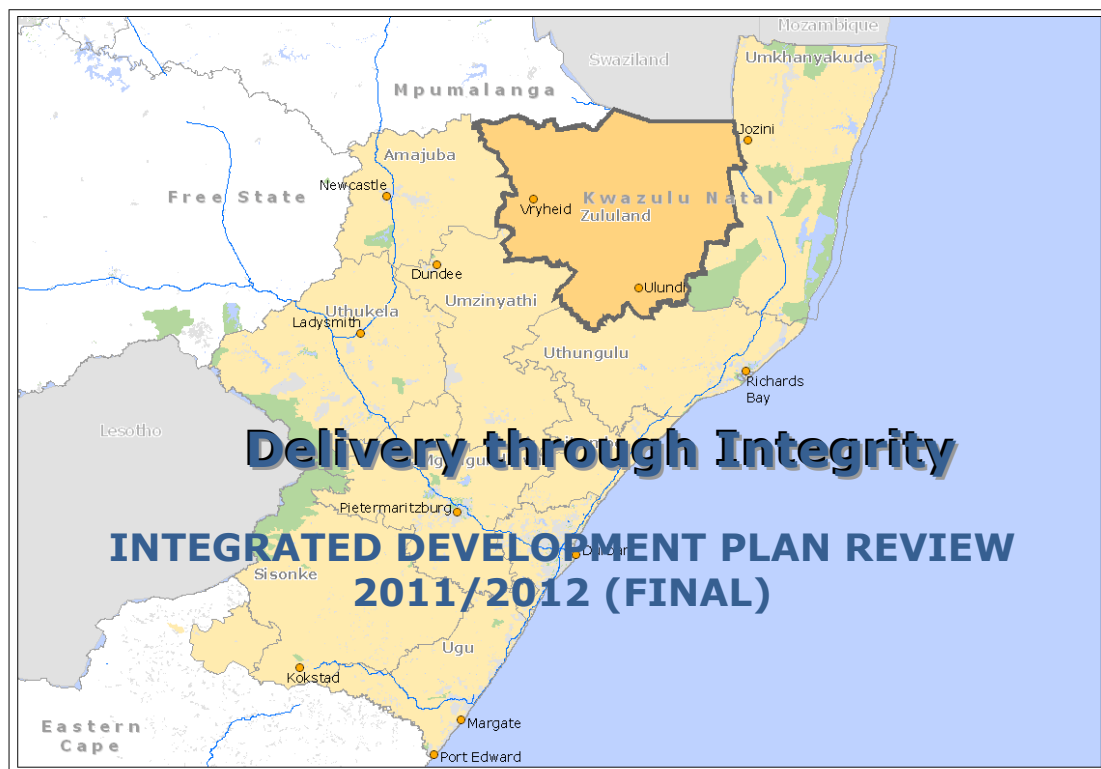 Mozambique
Swaziland
Umkhanyakude
Mpumalanga
Jozini
Amajuba
Newcastle
Free State
Kwazulu Natal
Vryheid
Zululand
Dundee
Ulundi
Umzinyathi
Uthukela
Ladysmith
Uthungulu
Richards
Bay
Lesotho
Delivery through Integrity
Pietermaritzburg
INTEGRATED DEVELOPMENT PLAN REVIEW
Durban
Sisonke
2011/2012 (FINAL)
Ugu
Kokstad
Eastern
Cape
Margate
Port Edward